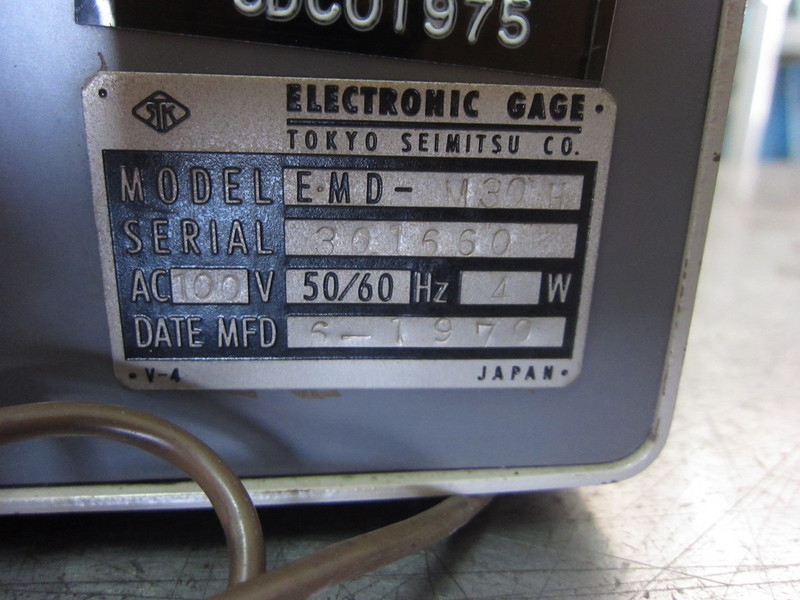 CDC01975
STK
ELECTRONIC GAGE
TOKYO SEIMITSU CO.
MODEL EMD- M30 H
SERIAL 301660
AC 100 V 50/60 Hz 4 W
DATE MFD 6-1970
V-4 JAPAN